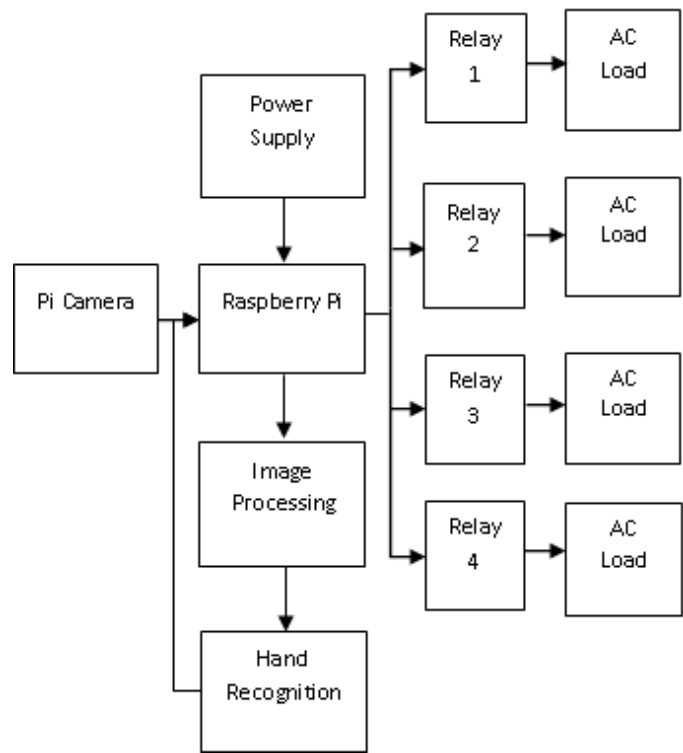 Power
Supply
Pi Camera
Raspberry Pi
Image
Processing
Hand
Recognition
Relay
1
AC
Load
Relay
2
AC
Load
Relay
3
AC
Load
Relay
4
AC
Load